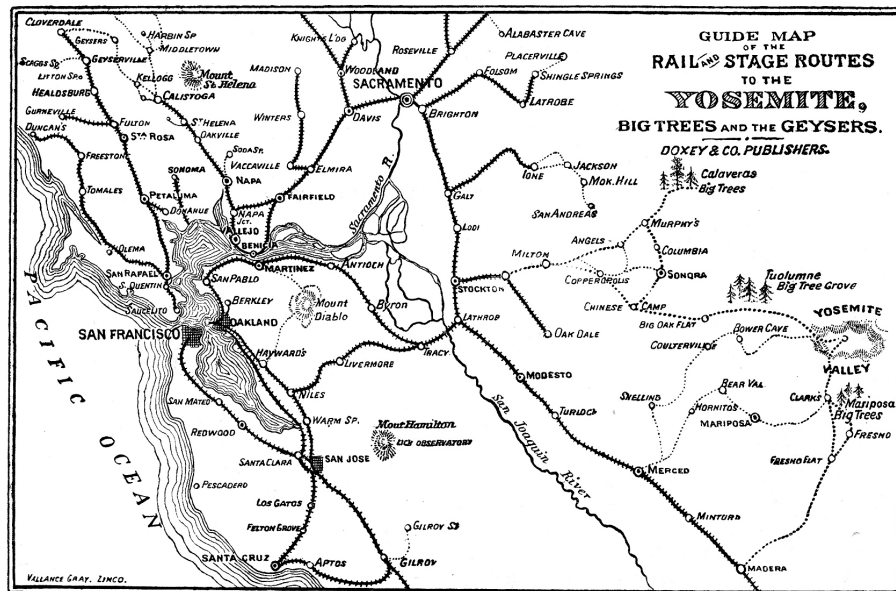 GUIDE MAP
OF THE
RAIL AND STAGE ROUTES
TO THE
YOSEMITE,
BIG TREES AND THE GEYSERS.
DOXEY & CO. PUBLISHERS.
CLOVERDALE
GEYSERS
HARBIN SP
MIDDLETOWN
KNIGHTS L'DG
ROSEVILLE
ALABASTER CAVE
PLACERVILLE
SKAGGS SP.
GEYSERVILLE
LITTON SPG
KELLOGG
Mount
St Helena
MADISON
WOODLAND
SACRAMENTO
FOLSOM
SHINGLE SPRINGS
HEALDSBURG
CALISTOGA
LATROBE
GURNEVILLE
FULTON
ST HELENA
WINTERS
DAVIS
BRIGHTON
DUNCAN'S
STA ROSA
OAKVILLE
FREESTON
SODA SP.
VACCAVILLE
ELMIRA
SONOMA
NAPA
IONE
JACKSON
MOK. HILL
Calaveras
Big Trees
TOMALES
PETALUMA
DONAHUE
NAPA
JCT.
FAIRFIELD
Sacramento R.
GALT
SAN ANDREAS
MURPHY'S
VALLEJO
BENICIA
LODI
ANGELS
COLUMBIA
OLEMA
SAN RAFAEL
S. QUENTIN
SAN PABLO
MARTINEZ
ANTIOCH
MILTON
COPPEROPOLIS
SONORA
STOCKTON
Tuolumne
Big Tree Grove
SAUCELITO
BERKLEY
Mount
Diablo
BYRON
CHINESE CAMP
BIG OAK FLAT
YOSEMITE
VALLEY
SAN FRANCISCO
OAKLAND
LATHROP
OAK DALE
BOWER CAVE
COULTERVILLE
HAYWARD'S
LIVERMORE
TRACY
MODESTO
PACIFIC OCEAN
SAN MATEO
NILES
SNELLING
BEAR VAL
CLARKS
Mariposa
Big Trees
REDWOOD
WARM SP.
Mount Hamilton
LICK OBSERVATORY
San Joaquin River
TURLOCK
HORNITOS
MARIPOSA
FRESNO
SANTA CLARA
SAN JOSE
MERCED
FRESNO FLAT
PESCADERO
LOS GATOS
FELTON GROVE
GILROY SP
MINTURN
SANTA CRUZ
APTOS
GILROY
MADERA
VALLANCE GRAY. ZINCO.